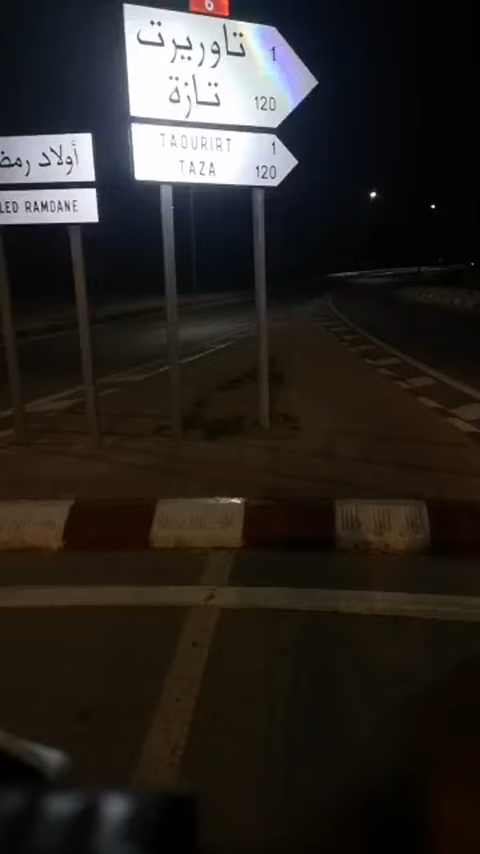 6
تاوريرت 1
تازة 120
TAOURIRT 1
TAZA 120
أولاد رمض
LED RAMDANE